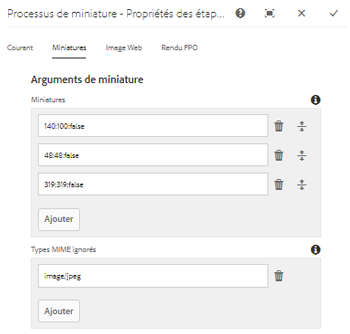 Processus de miniature - Propriétés des étap...
Courant Miniatures Image Web Rendu FPO
Arguments de miniature
Miniatures
140:100:false
48:48:false
319:319:false
Ajouter
Types MIME ignorés
image/jpeg
Ajouter